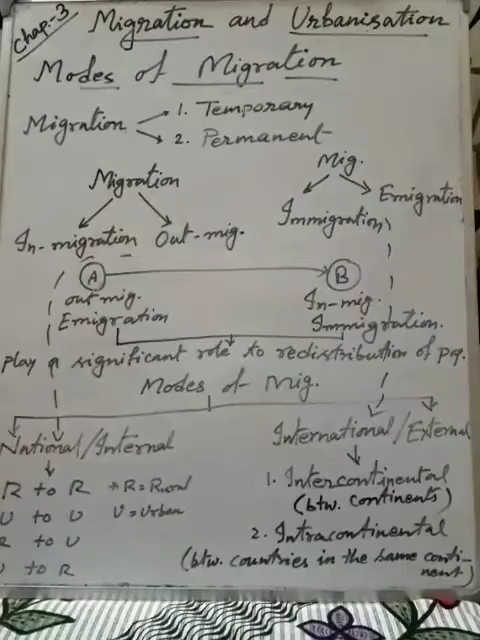 Chap-3
Migration and Urbanisation
Modes of Migration
Migration
1. Temporary
2. Permanent
Migration
In-migration Out-mig.
Mig.
Immigration Emigration
A B
out mig.
Emigration
In-mig.
Immigration.
Play a significant role to redistribution of pop.
Modes of Mig.
National/Internal
R to R * R = Rural
U to U U = Urban
R to U
U to R
International/External
1. Intercontinental
(btw. continents)
2. Intracontinental
(btw. countries in the same conti-
nent)